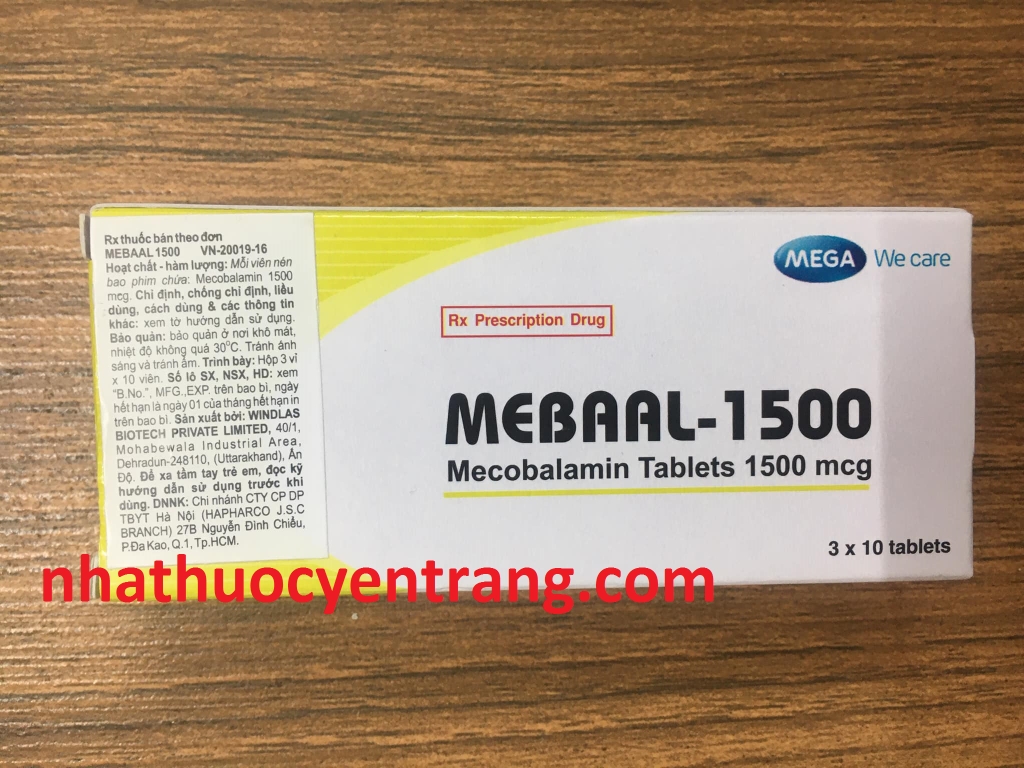 Rx thuốc bán theo đơn
MEBAAL 1500 VN-20019-16
Hoạt chất - hàm lượng: Mỗi viên nén
bao phim chứa: Mecobalamin 1500
mcg. Chỉ định, chống chỉ định, liều
dùng, cách dùng & các thông tin
khác: xem tờ hướng dẫn sử dụng.
Bảo quản: bảo quản ở nơi khô mát,
nhiệt độ không quá 30°C. Tránh ánh
sáng và tránh ẩm. Trình bày: Hộp 3 vỉ
x 10 viên. Số lô SX, NSX, HD: xem
"B.No.", MFG.,EXP. trên bao bì, ngày
hết hạn là ngày 01 của tháng hết hạn in
trên bao bì. Sản xuất bởi: WINDLAS
BIOTECH PRIVATE LIMITED, 40/1,
Mohabewala Industrial Area,
Dehradun-248110, (Uttarakhand), Ấn
Độ. Để xa tầm tay trẻ em, đọc kỹ
hướng dẫn sử dụng trước khi
dùng. DNNK: Chi nhánh CTY CP DP
TBYT Hà Nội (HAPHARCO J.S.C
BRANCH) 27B Nguyễn Đình Chiểu,
P.Đa Kao, Q.1, Tp.HCM.
MEGA We care
Rx Prescription Drug
MEBAAL-1500
Mecobalamin Tablets 1500 mcg
3 x 10 tablets
nhathuocyentrang.com